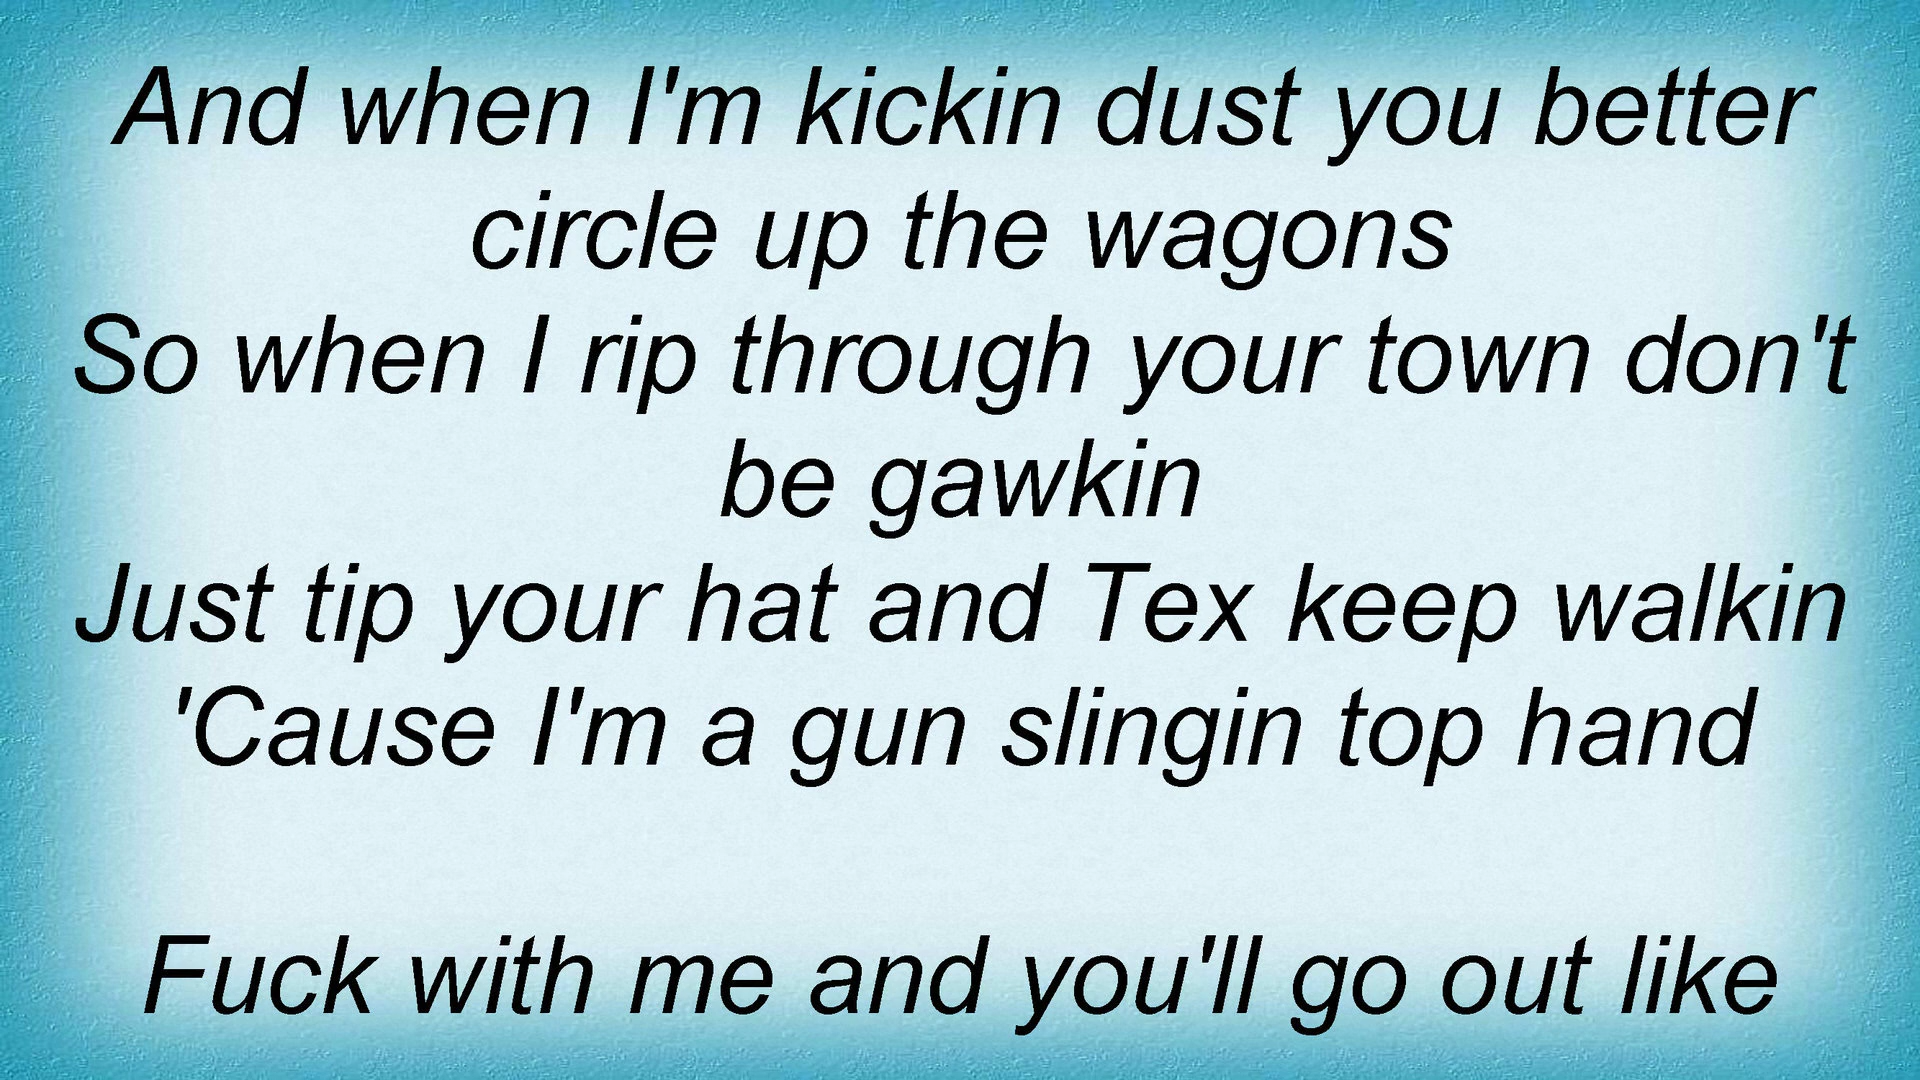 And when I'm kickin dust you better
circle up the wagons
So when I rip through your town don't
be gawkin
Just tip your hat and Tex keep walkin
'Cause I'm a gun slingin top hand
Fuck with me and you'll go out like